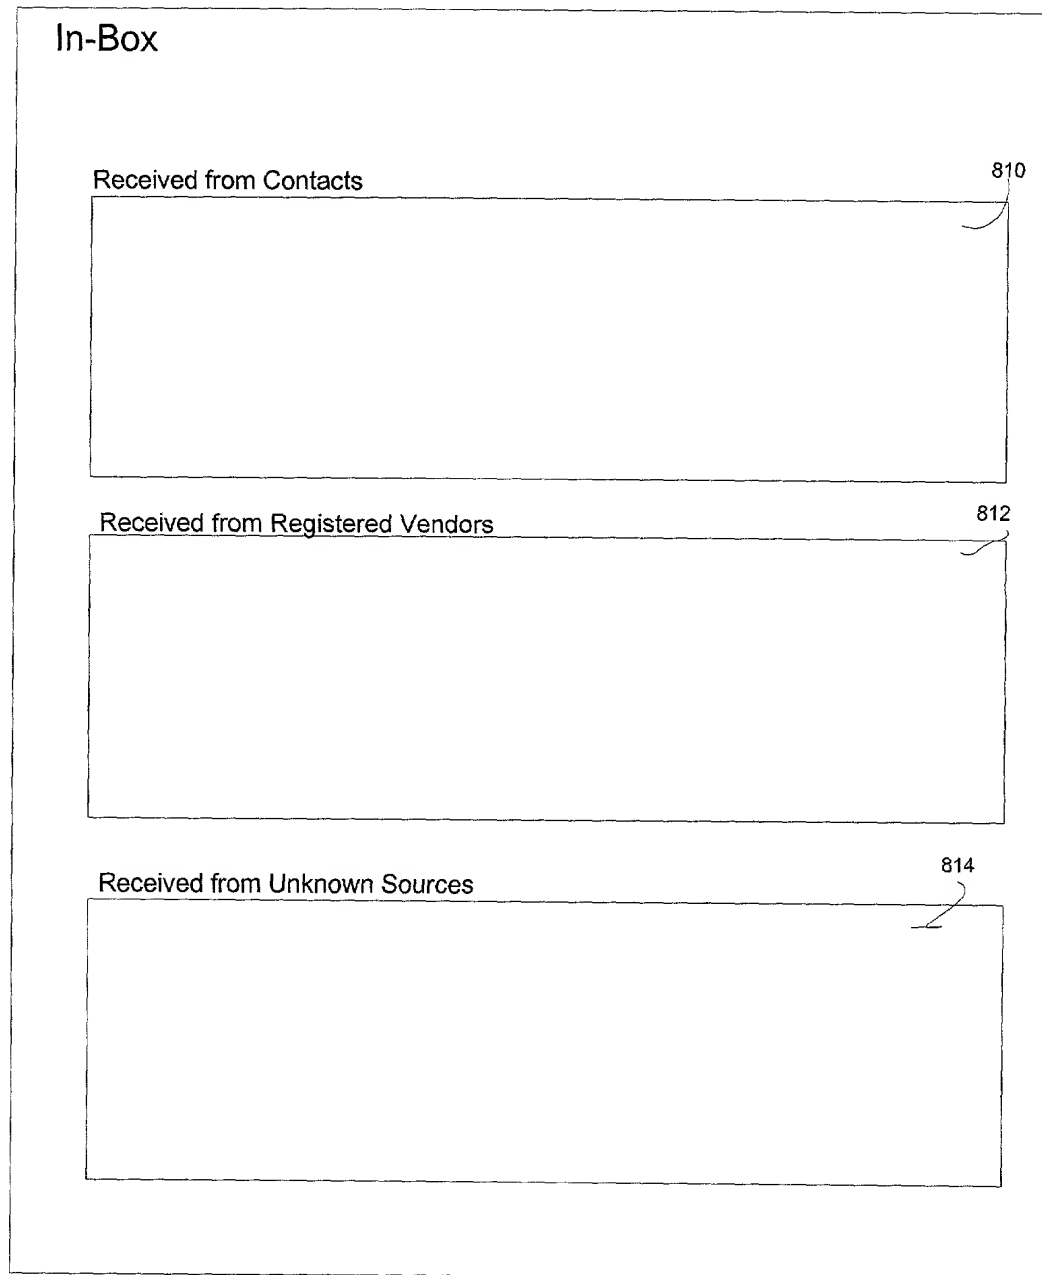 In-Box
Received from Contacts
810
Received from Registered Vendors
812
Received from Unknown Sources
814